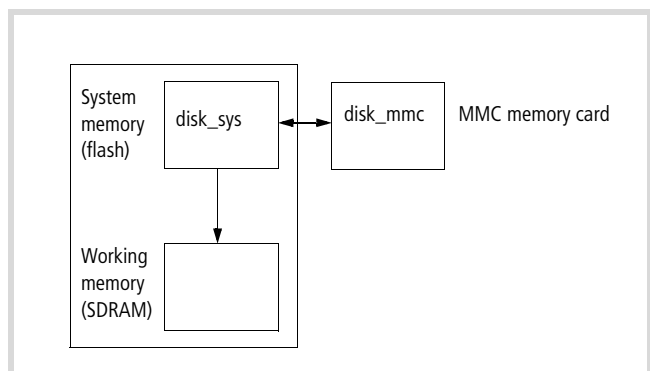 System
memory
(flash)
disk_sys
disk_mmc
MMC memory card
Working
memory
(SDRAM)